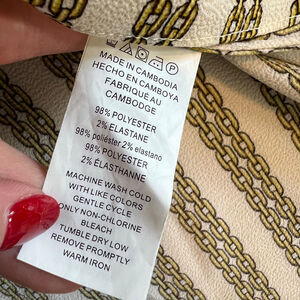 MADE IN CAMBODIA
HECHO EN CAMBOYA
FABRIQUÉ AU
CAMBODGE
98% POLYESTER
2% ELASTANE
98% poliéster 2% elastano
98% POLYESTER
2% ÉLASTHANNE
MACHINE WASH COLD
WITH LIKE COLORS
GENTLE CYCLE
ONLY NON-CHLORINE
BLEACH
TUMBLE DRY LOW
REMOVE PROMPTLY
WARM IRON